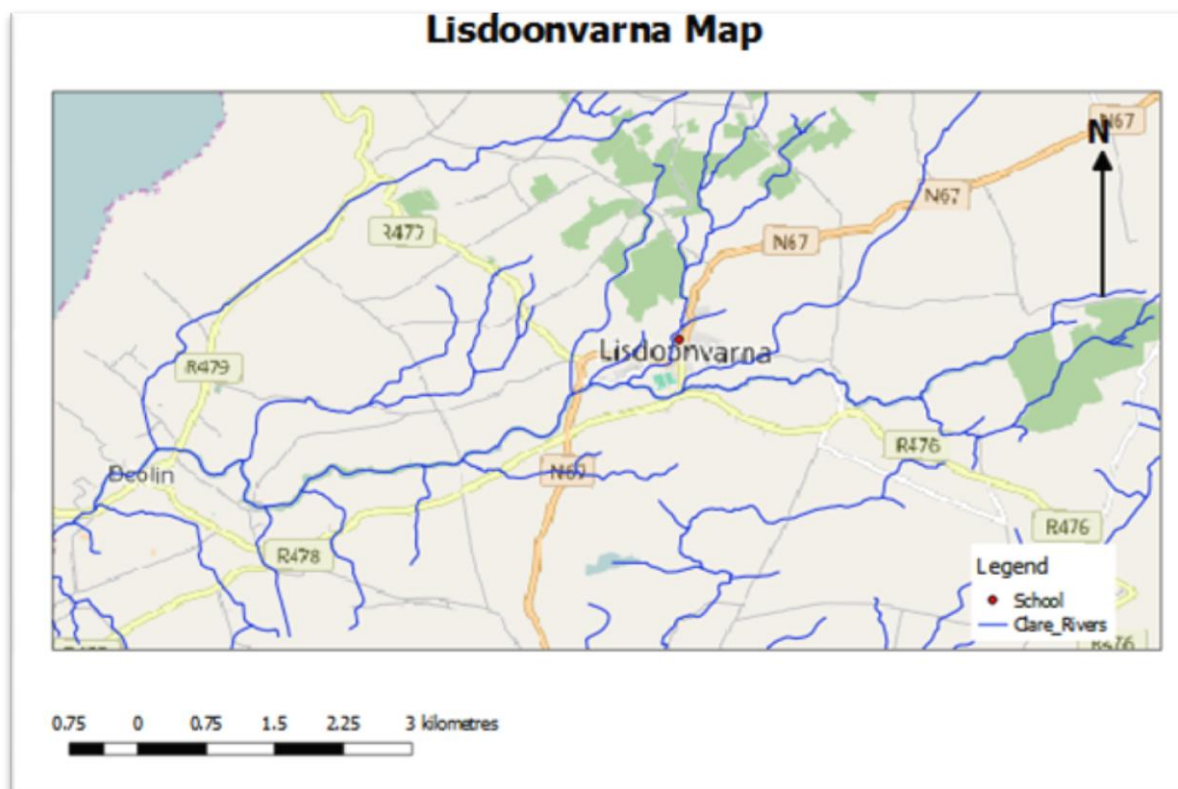 Lisdoonvarna Map
N67
N
N67
R477
N67
Lisdoonvarna
R479
R476
Doolin
N67
R476
R478
Legend
School
Clare_Rivers
R476
0.75 0 0.75 1.5 2.25 3 kilometres